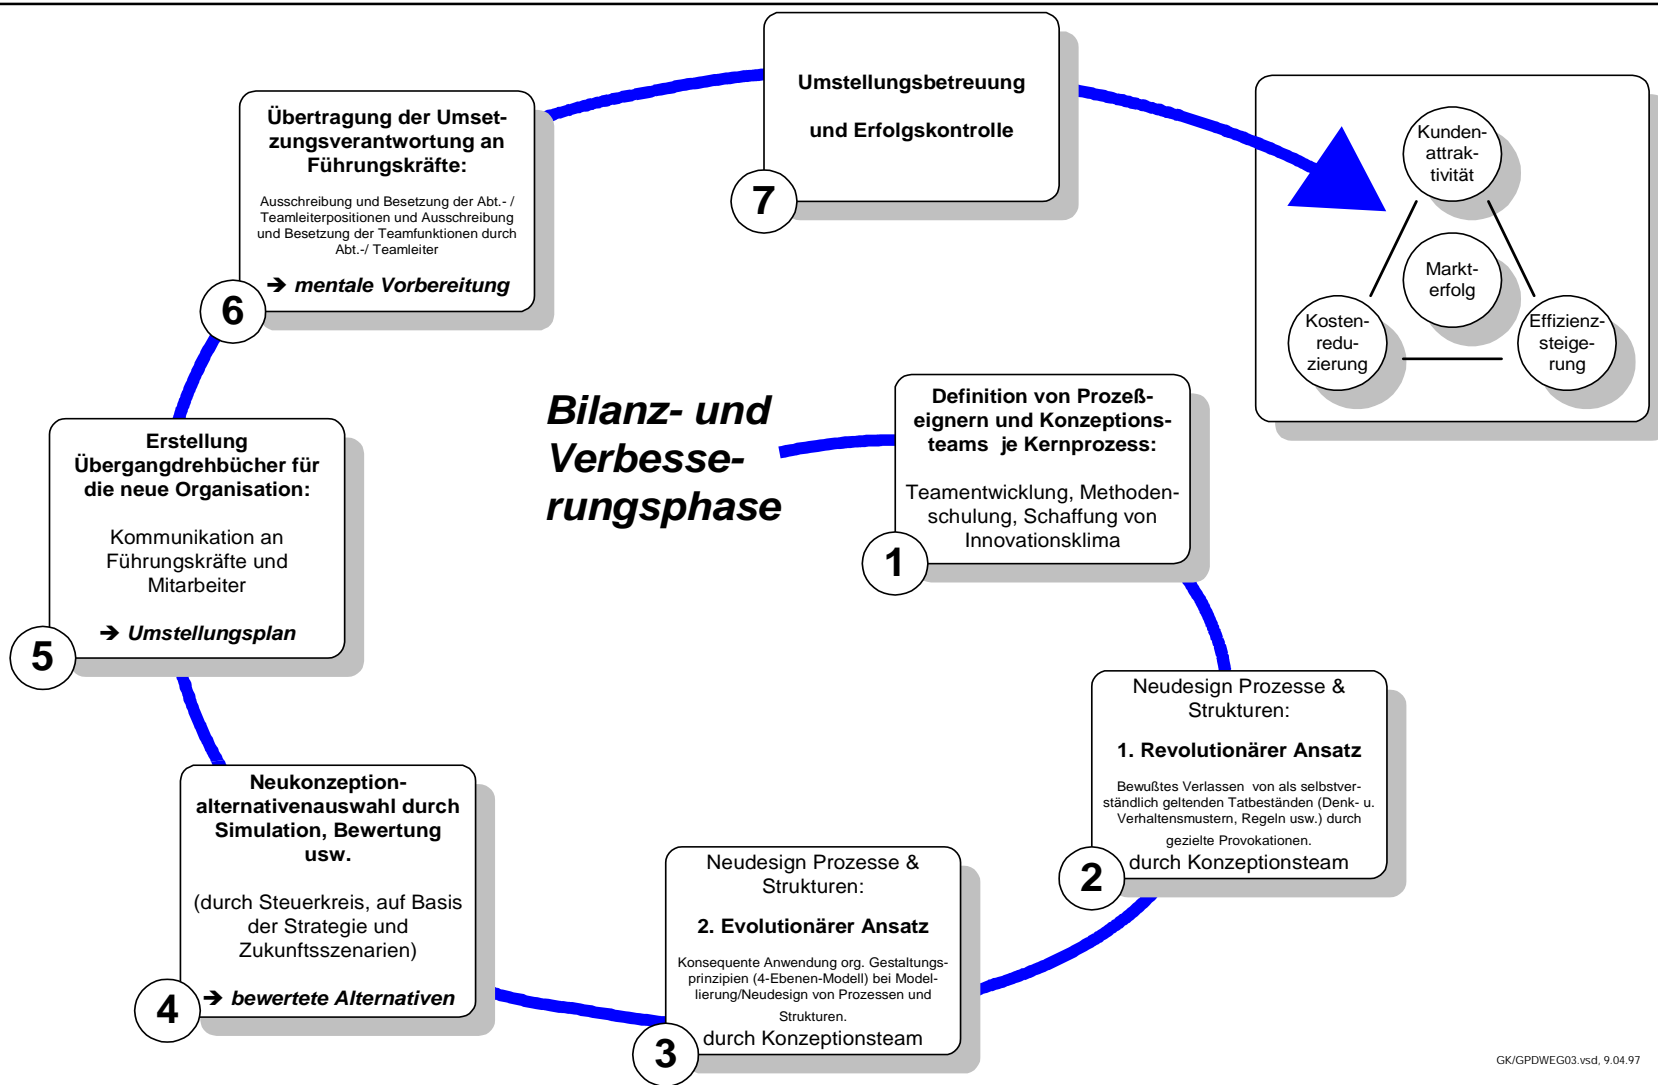 Bilanz- und
Verbesse-
rungsphase
Definition von Prozeß-
eignern und Konzeptions-
teams je Kernprozess:
Teamentwicklung, Methoden-
schulung, Schaffung von
Innovationsklima
1
Neudesign Prozesse &
Strukturen:
1. Revolutionärer Ansatz
Bewußtes Verlassen von als selbstver-
ständlich geltenden Tatbeständen (Denk- u.
Verhaltensmustern, Regeln usw.) durch
gezielte Provokationen.
durch Konzeptionsteam
2
Neudesign Prozesse &
Strukturen:
2. Evolutionärer Ansatz
Konsequente Anwendung org. Gestaltungs-
prinzipien (4-Ebenen-Modell) bei Model-
lierung/Neudesign von Prozessen und
Strukturen.
durch Konzeptionsteam
3
Neukonzeption-
alternativenauswahl durch
Simulation, Bewertung
usw.
(durch Steuerkreis, auf Basis
der Strategie und
Zukunftsszenarien)
➔ bewertete Alternativen
4
Erstellung
Übergangdrehbücher für
die neue Organisation:
Kommunikation an
Führungskräfte und
Mitarbeiter
➔ Umstellungsplan
5
Übertragung der Umset-
zungsverantwortung an
Führungskräfte:
Ausschreibung und Besetzung der Abt.- /
Teamleiterpositionen und Ausschreibung
und Besetzung der Teamfunktionen durch
Abt.-/ Teamleiter
➔ mentale Vorbereitung
6
Umstellungsbetreuung
und Erfolgskontrolle
7
Kunden-
attrak-
tivität
Markt-
erfolg
Kosten-
redu-
zierung
Effizienz-
steige-
rung
GK/GPDWEG03.vsd, 9.04.97